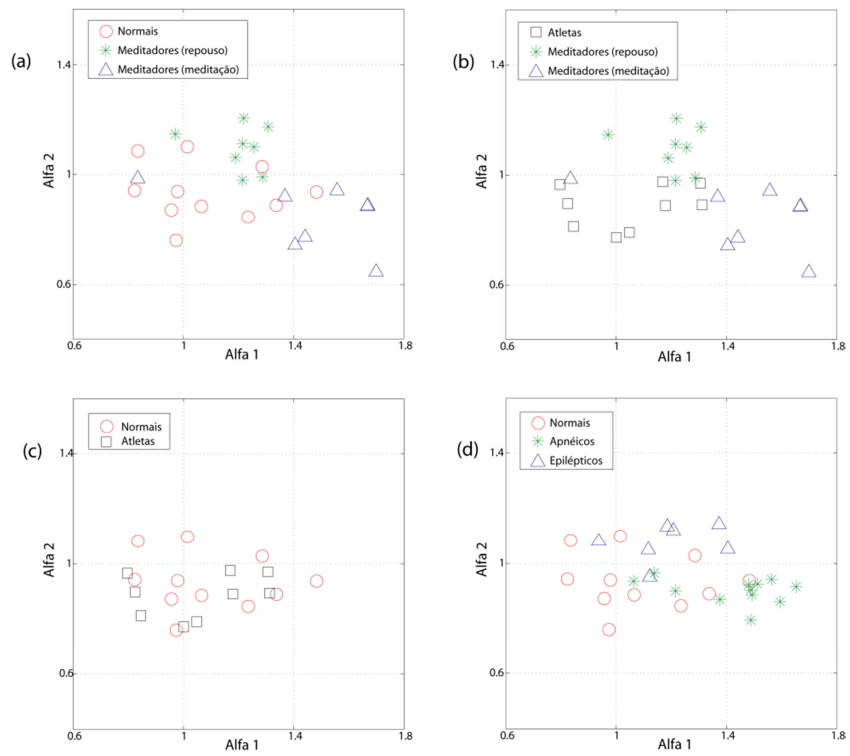 (a)
Normais
Meditadores (repouso)
Meditadores (meditação)
1.4
1
0.6
Alfa 2
0.6
1
1.4
1.8
Alfa 1
(b)
Atletas
Meditadores (repouso)
Meditadores (meditação)
1.4
1
0.6
Alfa 2
0.6
1
1.4
1.8
Alfa 1
(c)
Normais
Atletas
1.4
1
0.6
Alfa 2
0.6
1
1.4
1.8
Alfa 1
(d)
Normais
Apnéicos
Epilépticos
1.4
1
0.6
Alfa 2
0.6
1
1.4
1.8
Alfa 1